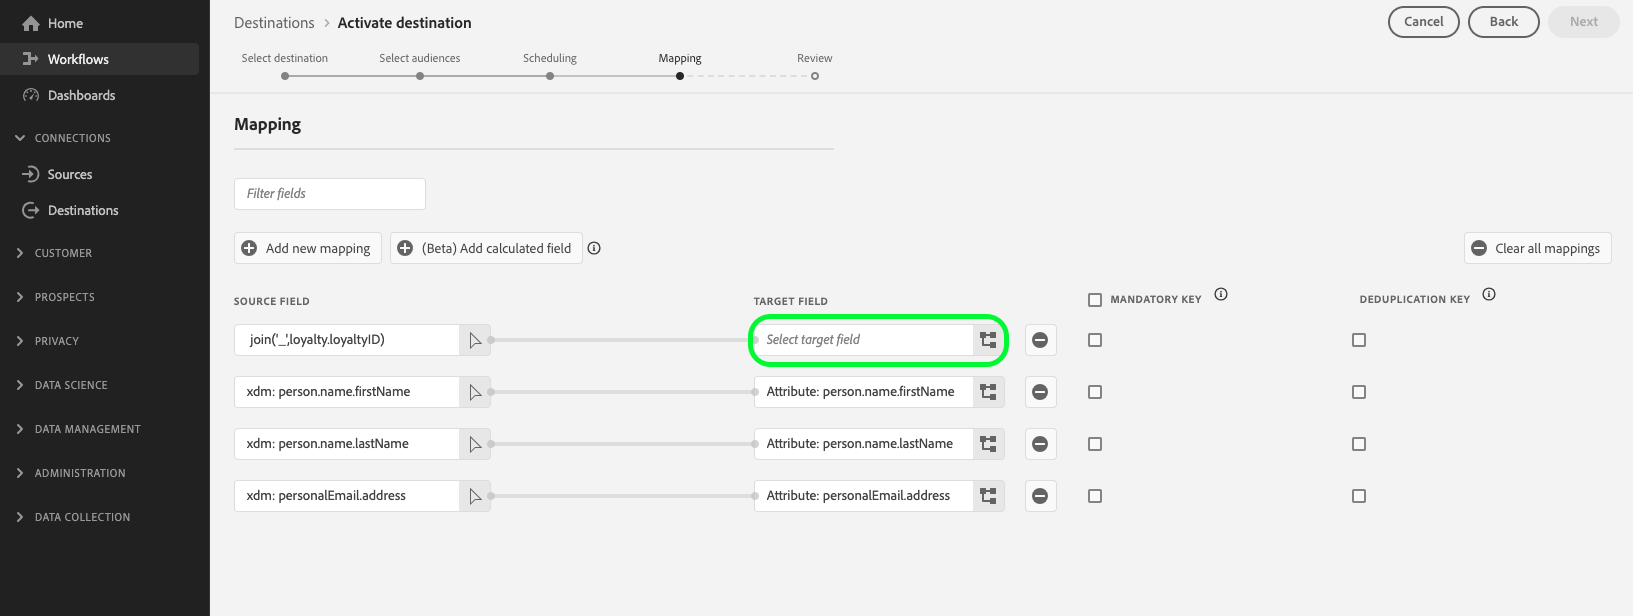 Home
Workflows
Dashboards
CONNECTIONS
Sources
Destinations
CUSTOMER
PROSPECTS
PRIVACY
DATA SCIENCE
DATA MANAGEMENT
ADMINISTRATION
DATA COLLECTION
Destinations > Activate destination
Cancel Back Next
Select destination Select audiences Scheduling Mapping Review
Mapping
Filter fields
Add new mapping (Beta) Add calculated field Clear all mappings
SOURCE FIELD TARGET FIELD MANDATORY KEY DEDUPLICATION KEY
join('_',loyalty.loyaltyID) Select target field
xdm: person.name.firstName Attribute: person.name.firstName
xdm: person.name.lastName Attribute: person.name.lastName
xdm: personalEmail.address Attribute: personalEmail.address